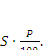 S · P/100.